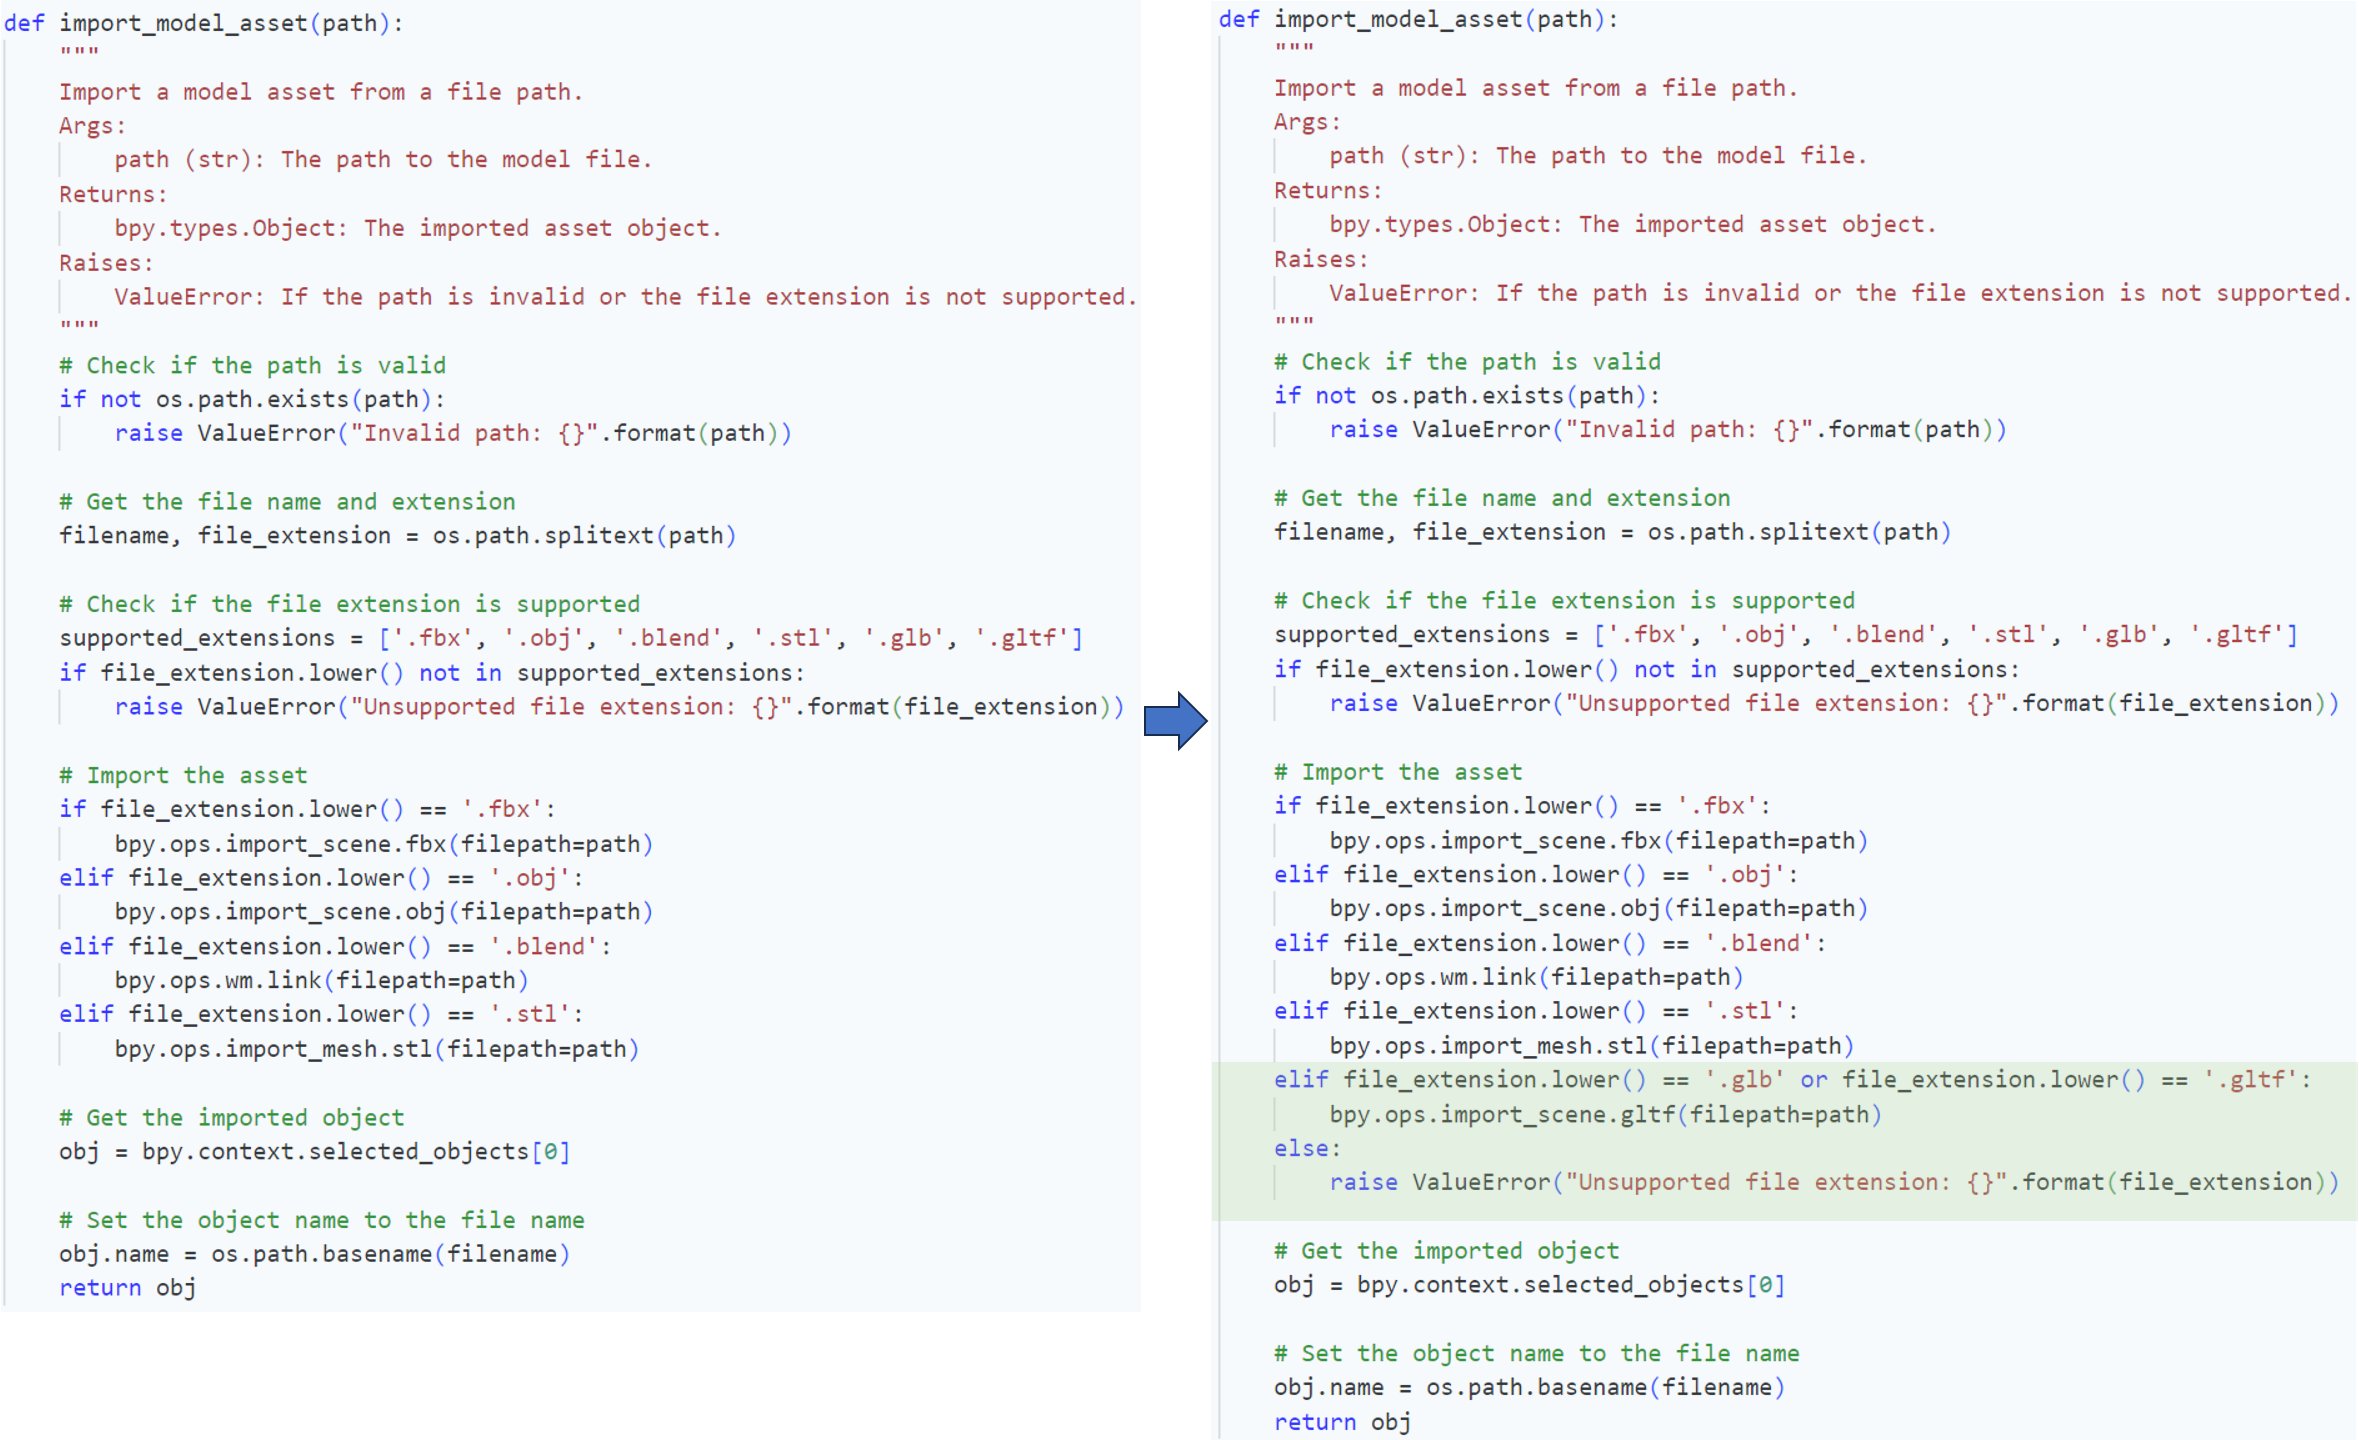 def import_model_asset(path):
    """
    Import a model asset from a file path.
    Args:
        path (str): The path to the model file.
    Returns:
        bpy.types.Object: The imported asset object.
    Raises:
        ValueError: If the path is invalid or the file extension is not supported.
    """
    # Check if the path is valid
    if not os.path.exists(path):
        raise ValueError("Invalid path: {}".format(path))

    # Get the file name and extension
    filename, file_extension = os.path.splitext(path)

    # Check if the file extension is supported
    supported_extensions = ['.fbx', '.obj', '.blend', '.stl', '.glb', '.gltf']
    if file_extension.lower() not in supported_extensions:
        raise ValueError("Unsupported file extension: {}".format(file_extension))

    # Import the asset
    if file_extension.lower() == '.fbx':
        bpy.ops.import_scene.fbx(filepath=path)
    elif file_extension.lower() == '.obj':
        bpy.ops.import_scene.obj(filepath=path)
    elif file_extension.lower() == '.blend':
        bpy.ops.wm.link(filepath=path)
    elif file_extension.lower() == '.stl':
        bpy.ops.import_mesh.stl(filepath=path)

    # Get the imported object
    obj = bpy.context.selected_objects[0]

    # Set the object name to the file name
    obj.name = os.path.basename(filename)
    return obj

def import_model_asset(path):
    """
    Import a model asset from a file path.
    Args:
        path (str): The path to the model file.
    Returns:
        bpy.types.Object: The imported asset object.
    Raises:
        ValueError: If the path is invalid or the file extension is not supported.
    """
    # Check if the path is valid
    if not os.path.exists(path):
        raise ValueError("Invalid path: {}".format(path))

    # Get the file name and extension
    filename, file_extension = os.path.splitext(path)

    # Check if the file extension is supported
    supported_extensions = ['.fbx', '.obj', '.blend', '.stl', '.glb', '.gltf']
    if file_extension.lower() not in supported_extensions:
        raise ValueError("Unsupported file extension: {}".format(file_extension))

    # Import the asset
    if file_extension.lower() == '.fbx':
        bpy.ops.import_scene.fbx(filepath=path)
    elif file_extension.lower() == '.obj':
        bpy.ops.import_scene.obj(filepath=path)
    elif file_extension.lower() == '.blend':
        bpy.ops.wm.link(filepath=path)
    elif file_extension.lower() == '.stl':
        bpy.ops.import_mesh.stl(filepath=path)
    elif file_extension.lower() == '.glb' or file_extension.lower() == '.gltf':
        bpy.ops.import_scene.gltf(filepath=path)
    else:
        raise ValueError("Unsupported file extension: {}".format(file_extension))

    # Get the imported object
    obj = bpy.context.selected_objects[0]

    # Set the object name to the file name
    obj.name = os.path.basename(filename)
    return obj